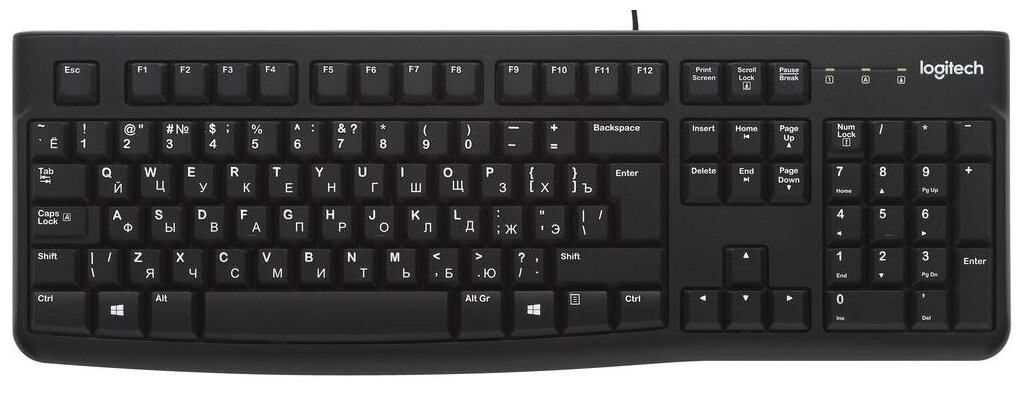 logitech
Esc F1 F2 F3 F4 F5 F6 F7 F8 F9 F10 F11 F12 Print Screen Scroll Lock Pause Break 1 A
~ ` Ё ! 1 @ " 2 # № 3 $ ; 4 % 5 ^ : 6 & ? 7 * 8 ( 9 ) 0 — – + = Backspace Insert Home Page Up Num Lock 1 / * –
Tab Q Й W Ц E У R К T Е Y Н U Г I Ш O Щ P З { [ Х } ] Ъ Enter Delete End Page Down 7 Home 8 9 Pg Up +
Caps Lock A A Ф S Ы D В F А G П H Р J О K Л L Д : ; Ж " ' Э | \ / 4 5 6
Shift | \ / Z Я X Ч C С V М B И N Т M Ь < , Б > . Ю ? / , . Shift 1 End 2 3 Pg Dn Enter
Ctrl Alt Alt Gr Ctrl 0 Ins , Del